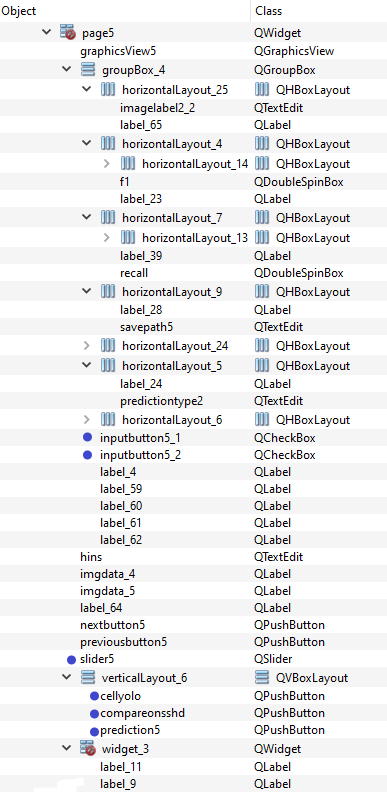 Object Class
page5 QWidget
graphicsView5 QGraphicsView
groupBox_4 QGroupBox
horizontalLayout_25 QHBoxLayout
imagelabel2_2 QTextEdit
label_65 QLabel
horizontalLayout_4 QHBoxLayout
horizontalLayout_14 QHBoxLayout
f1 QDoubleSpinBox
label_23 QLabel
horizontalLayout_7 QHBoxLayout
horizontalLayout_13 QHBoxLayout
label_39 QLabel
recall QDoubleSpinBox
horizontalLayout_9 QHBoxLayout
label_28 QLabel
savepath5 QTextEdit
horizontalLayout_24 QHBoxLayout
horizontalLayout_5 QHBoxLayout
label_24 QLabel
predictiontype2 QTextEdit
horizontalLayout_6 QHBoxLayout
inputbutton5_1 QCheckBox
inputbutton5_2 QCheckBox
label_4 QLabel
label_59 QLabel
label_60 QLabel
label_61 QLabel
label_62 QLabel
hins QTextEdit
imgdata_4 QLabel
imgdata_5 QLabel
label_64 QLabel
nextbutton5 QPushButton
previousbutton5 QPushButton
slider5 QSlider
verticalLayout_6 QVBoxLayout
cellyolo QPushButton
compareonsshd QPushButton
prediction5 QPushButton
widget_3 QWidget
label_11 QLabel
label_9 QLabel